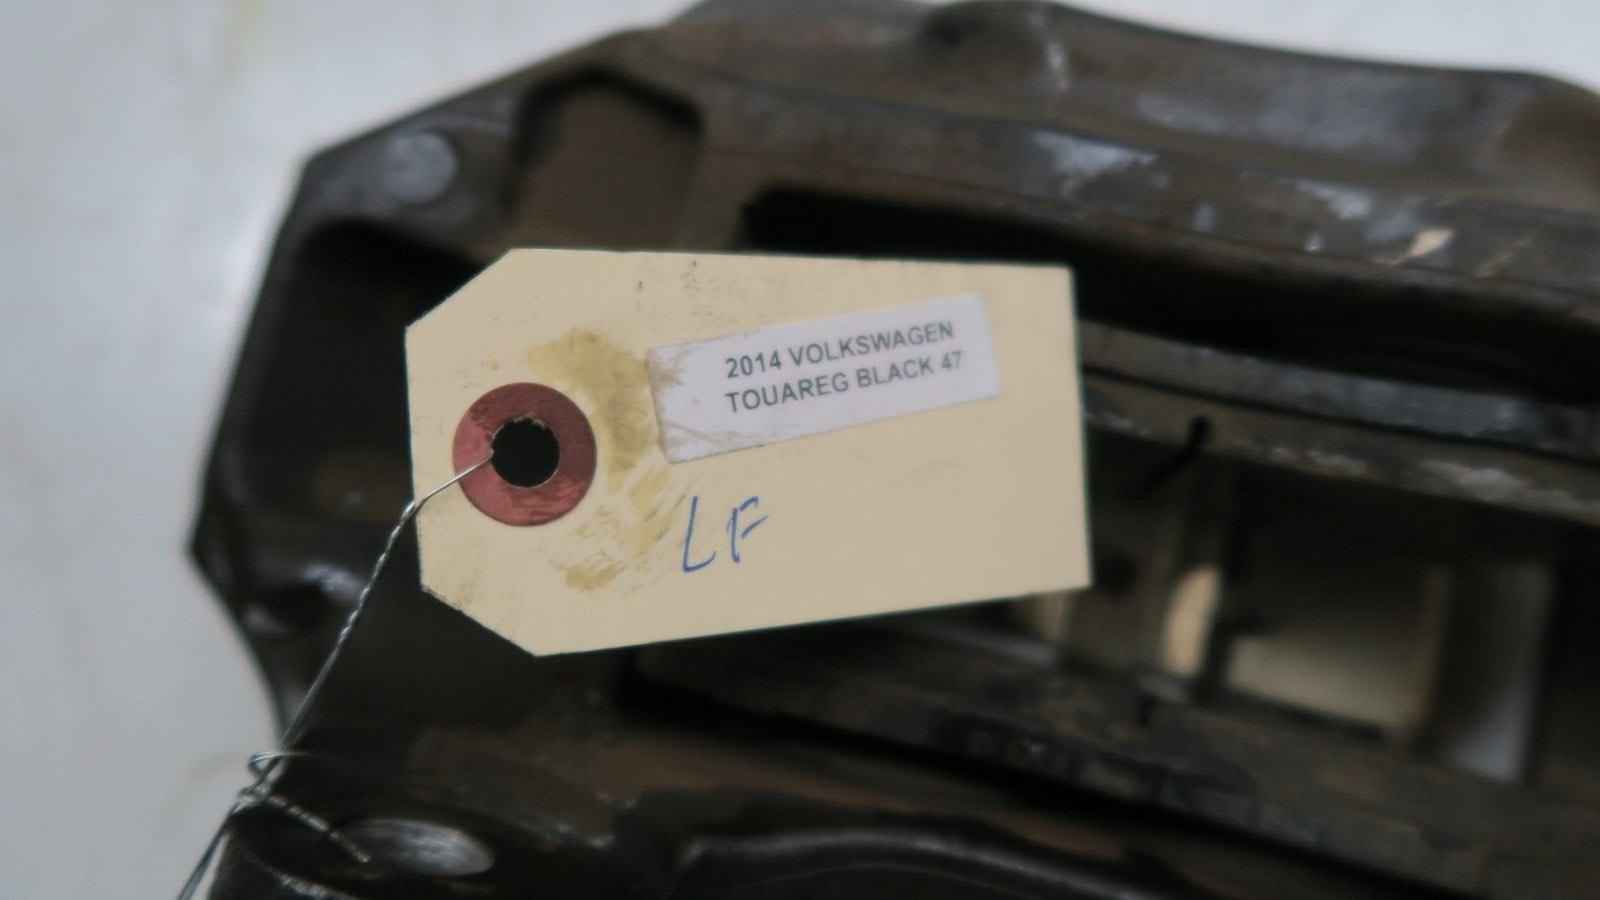 2014 VOLKSWAGEN
TOUAREG BLACK 47
LF